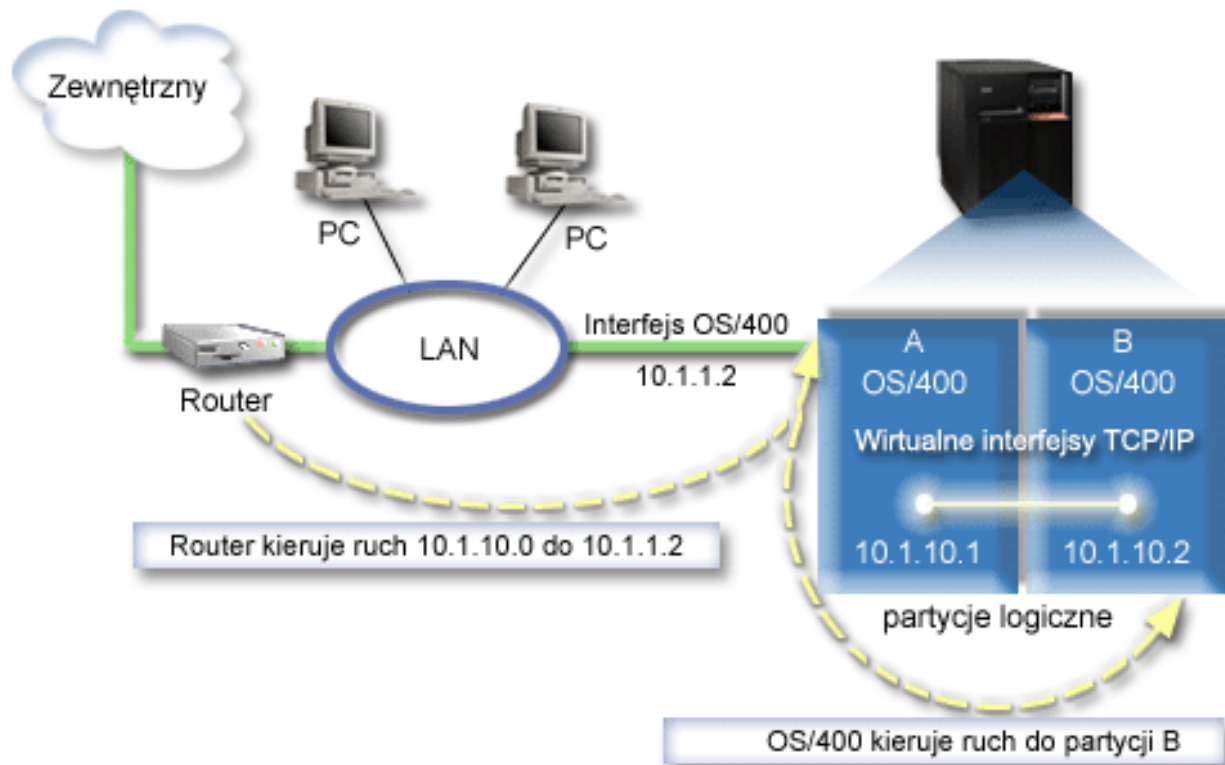 Zewnętrzny
PC
PC
LAN
Router
Interfejs OS/400
10.1.1.2
A
OS/400
B
OS/400
Wirtualne interfejsy TCP/IP
10.1.10.1
10.1.10.2
partycje logiczne
Router kieruje ruch 10.1.10.0 do 10.1.1.2
OS/400 kieruje ruch do partycji B